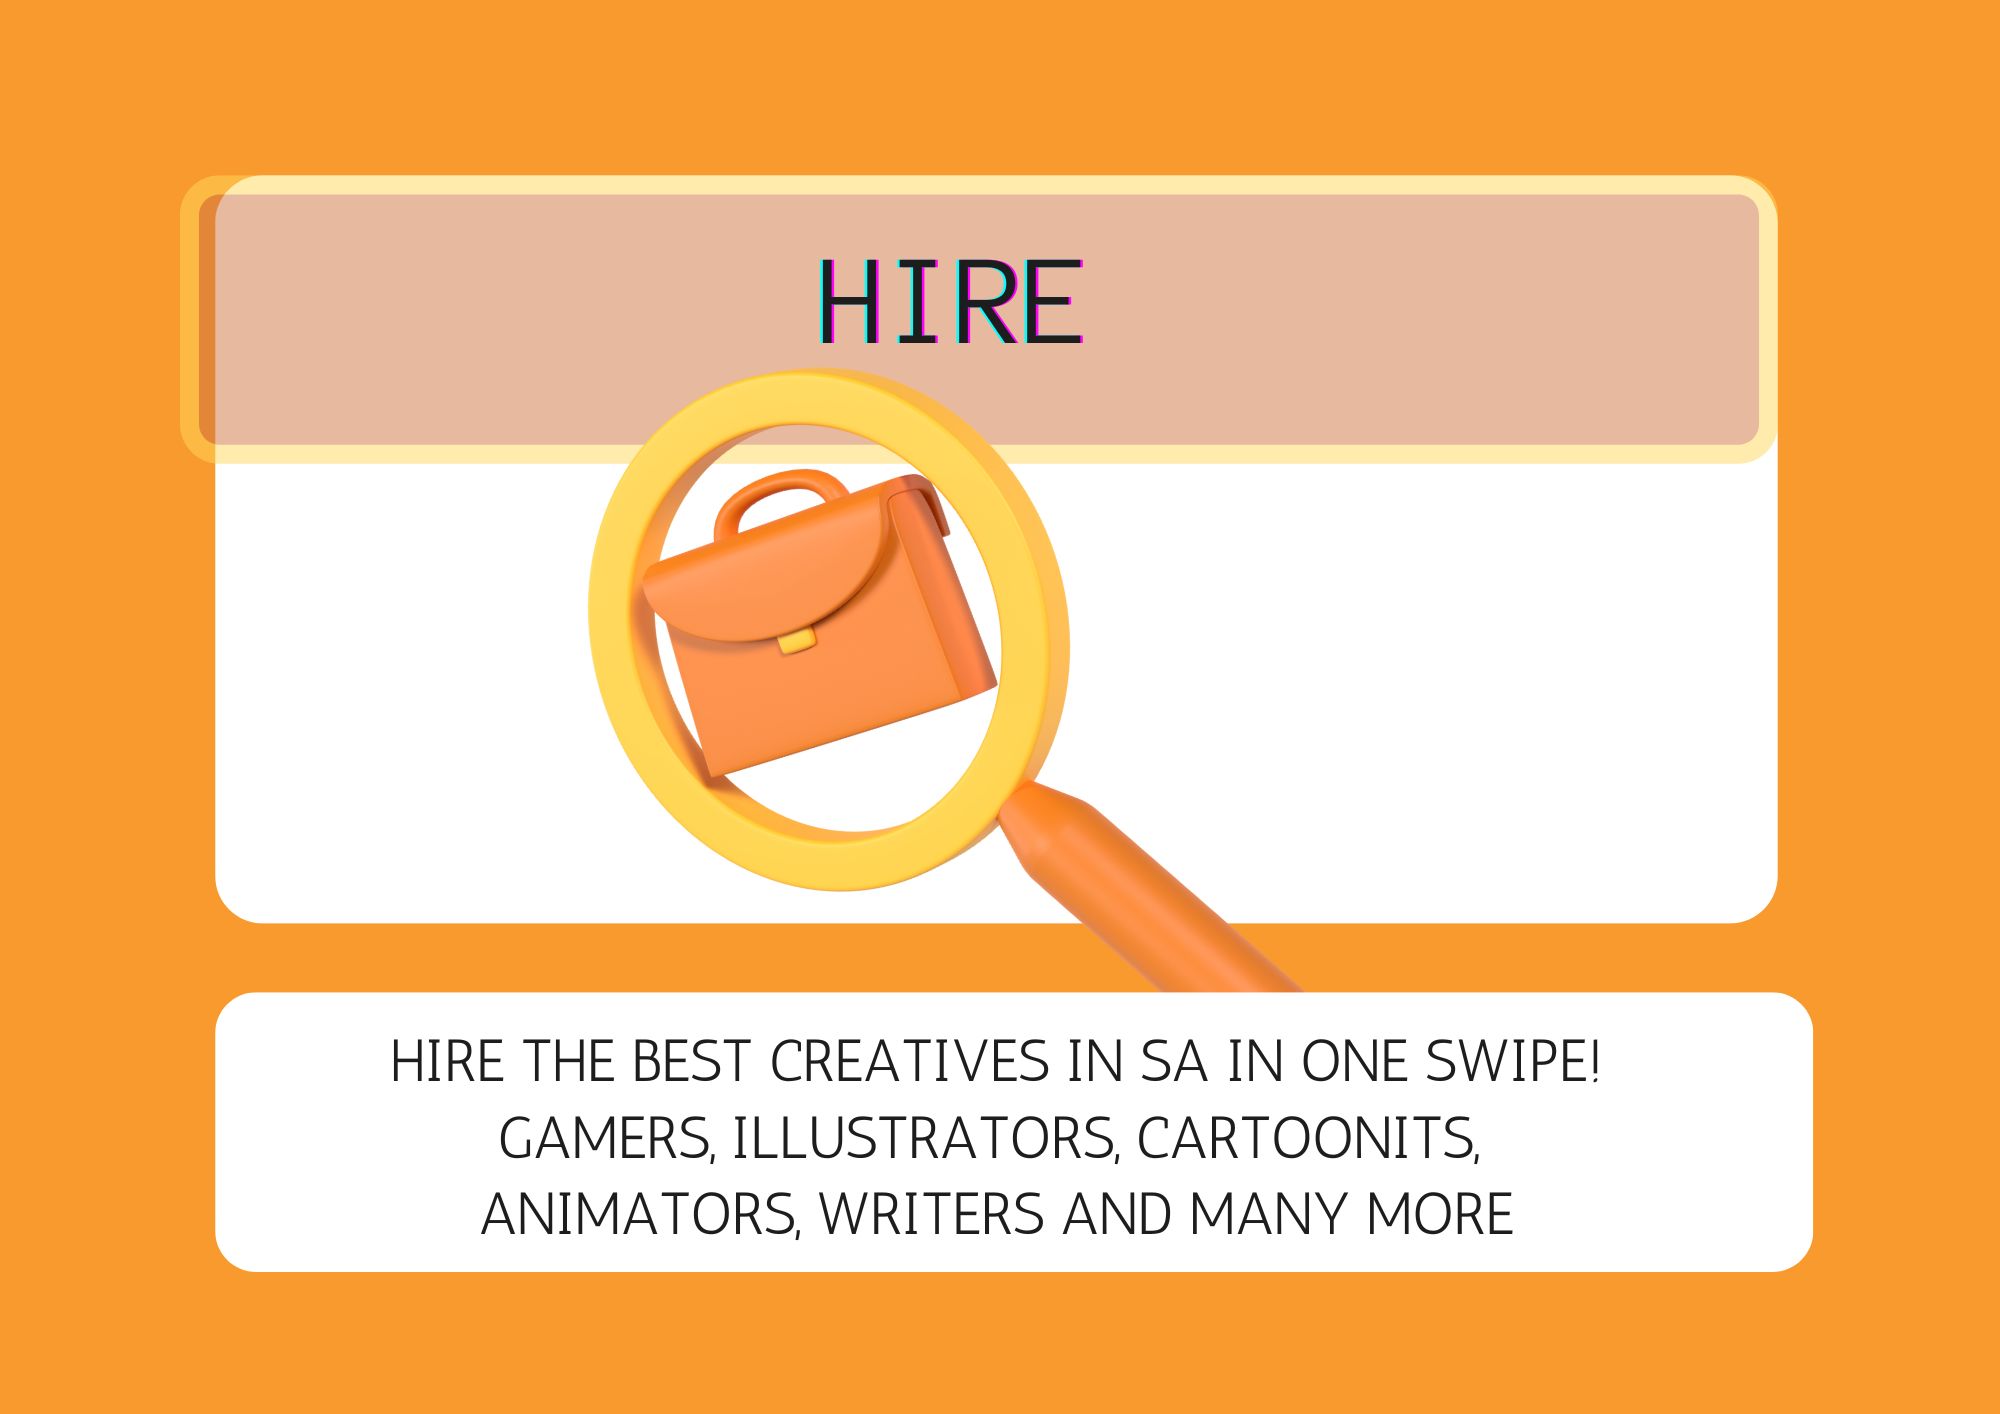 HIRE
HIRE THE BEST CREATIVES IN SA IN ONE SWIPE!
GAMERS, ILLUSTRATORS, CARTOONITS,
ANIMATORS, WRITERS AND MANY MORE